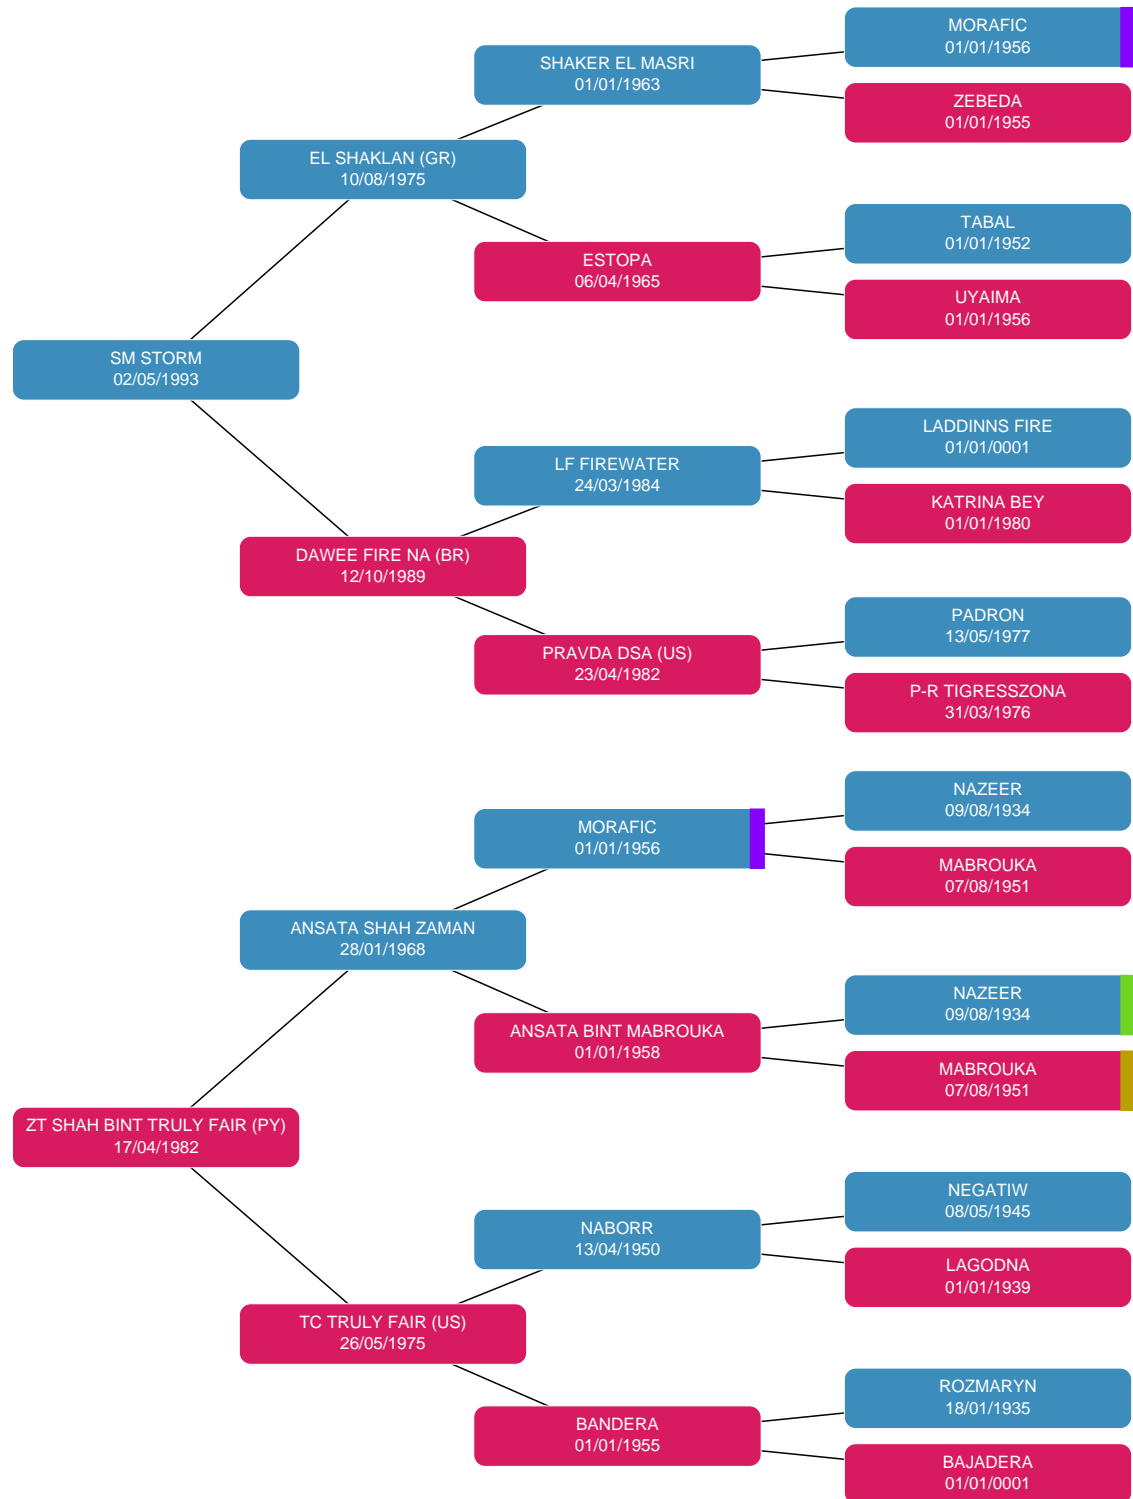 MORAFIC
01/01/1956
SHAKER EL MASRI
01/01/1963
ZEBEDA
01/01/1955
EL SHAKLAN (GR)
10/08/1975
TABAL
01/01/1952
ESTOPA
06/04/1965
UYAIMA
01/01/1956
SM STORM
02/05/1993
LADDINNS FIRE
01/01/0001
LF FIREWATER
24/03/1984
KATRINA BEY
01/01/1980
DAWEE FIRE NA (BR)
12/10/1989
PADRON
13/05/1977
PRAVDA DSA (US)
23/04/1982
P-R TIGRESSZONA
31/03/1976
NAZEER
09/08/1934
MORAFIC
01/01/1956
MABROUKA
07/08/1951
ANSATA SHAH ZAMAN
28/01/1968
NAZEER
09/08/1934
ANSATA BINT MABROUKA
01/01/1958
MABROUKA
07/08/1951
ZT SHAH BINT TRULY FAIR (PY)
17/04/1982
NEGATIW
08/05/1945
NABORR
13/04/1950
LAGODNA
01/01/1939
TC TRULY FAIR (US)
26/05/1975
ROZMARYN
18/01/1935
BANDERA
01/01/1955
BAJADERA
01/01/0001